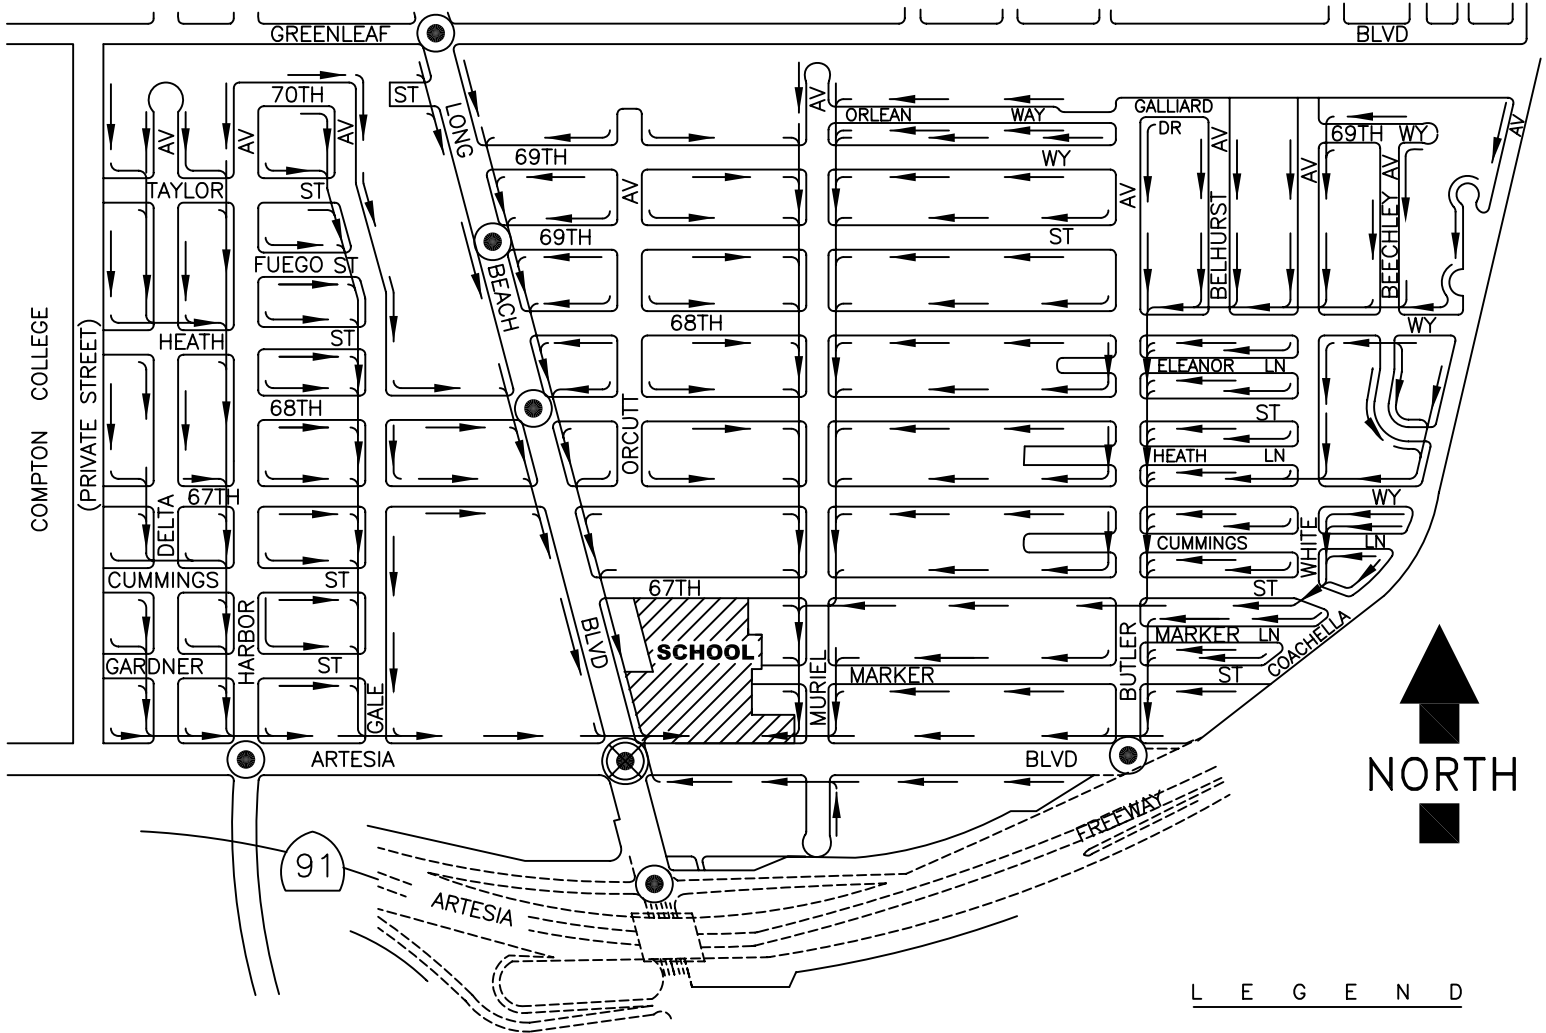 GREENLEAF
BLVD
70TH
ST
AV
AV
AV
AV
LONG
ORLEAN
WAY
GALLIARD
DR
AV
AV
AV
69TH
WY
AV
TAYLOR
ST
69TH
WY
AV
AV
BELHURST
BEECHLEY
FUEGO ST
69TH
ST
BEACH
HEATH
ST
68TH
WY
COMPTON COLLEGE
(PRIVATE STREET)
ELEANOR LN
68TH
ST
ORCUTT
HEATH LN
67TH
WY
DELTA
CUMMINGS
LN
WHITE
CUMMINGS
ST
67TH
ST
HARBOR
BLVD
SCHOOL
MARKER LN
COACHELLA
GARDNER
ST
MARKER
ST
GALE
MURIEL
BUTLER
ARTESIA
BLVD
NORTH
FREEWAY
91
ARTESIA
LEGEND